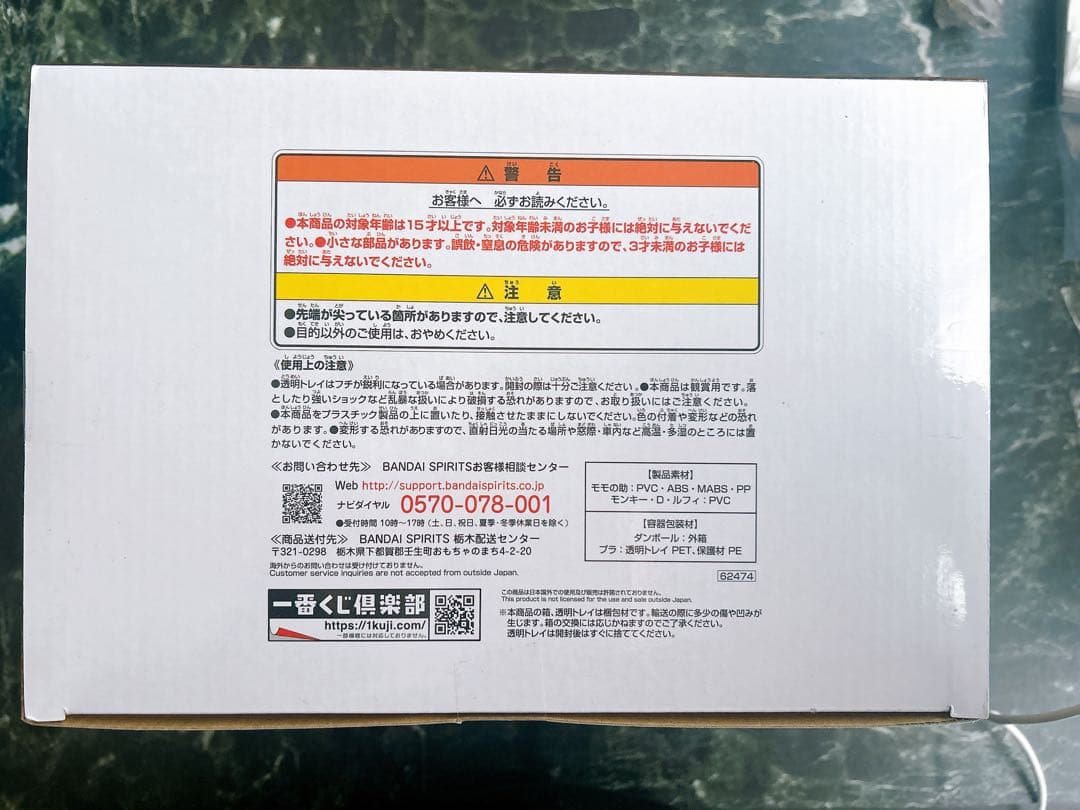 ⚠ 警告
お客様へ 必ずお読みください。
●本商品の対象年齢は15才以上です。対象年齢未満のお子様には絶対に与えないでくだ
さい。●小さな部品があります。誤飲・窒息の危険がありますので、3才未満のお子様には
絶対に与えないでください。
⚠ 注意
●先端が尖っている箇所がありますので、注意してください。
●目的以外のご使用は、おやめください。
《使用上の注意》
●透明トレイはフチが鋭利になっている場合があります。開封の際は十分ご注意ください。●本商品は観賞用です。落
としたり強いショックなど乱暴な扱いにより破損する恐れがありますので、お取り扱いにはご注意ください。
●本商品をプラスチック製品の上に置いたり、接触させたままにしないでください。色の付着や変形などの恐れ
があります。●変形する恐れがありますので、直射日光の当たる場所や窓際・車内など高温・多湿のところには置
かないでください。
≪お問い合わせ先≫ BANDAI SPIRITSお客様相談センター
Web http://support.bandaispirits.co.jp
ナビダイヤル 0570-078-001
●受付時間 10時〜17時(土、日、祝日、夏季・冬季休業日を除く)
≪商品送付先≫ BANDAI SPIRITS 栃木配送センター
〒321-0298 栃木県下都賀郡壬生町おもちゃのまち4-2-20
海外からのお問い合わせは受け付けておりません。
Customer service inquiries are not accepted from outside Japan.
【製品素材】
モモの助:PVC・ABS・MABS・PP
モンキー・D・ルフィ:PVC
【容器包装材】
ダンボール:外箱
プラ:透明トレイ PET、保護材 PE
62474
一番くじ倶楽部
https://1kuji.com/
一部機種には対応しておりません。
この商品は日本国外での使用及び販売は許諾されておりません。
This product is not licensed for the use and sale outside Japan.
※本商品の箱、透明トレイは梱包材です。輸送の際に多少の傷や凹みが
生じます。箱の交換には応じかねますのでご了承ください。
透明トレイは開封後はすぐに捨ててください。